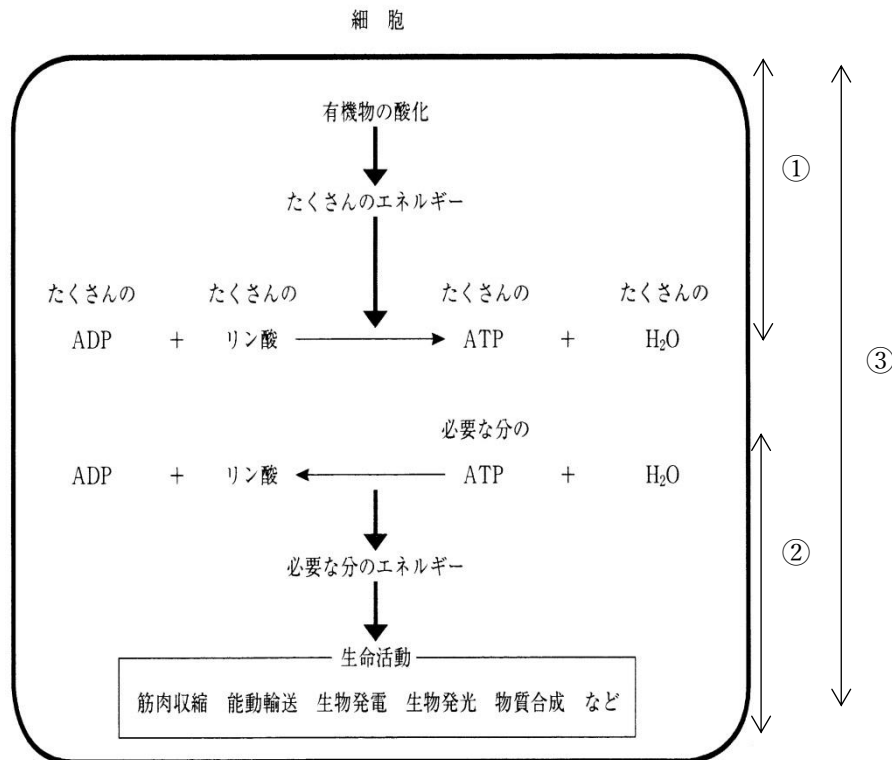 細 胞
有機物の酸化
①
たくさんのエネルギー
たくさんの たくさんの たくさんの たくさんの
ADP + リン酸 ATP + H₂O
③
必要な分の
ADP + リン酸 ATP + H₂O
②
必要な分のエネルギー
生命活動
筋肉収縮 能動輸送 生物発電 生物発光 物質合成 など